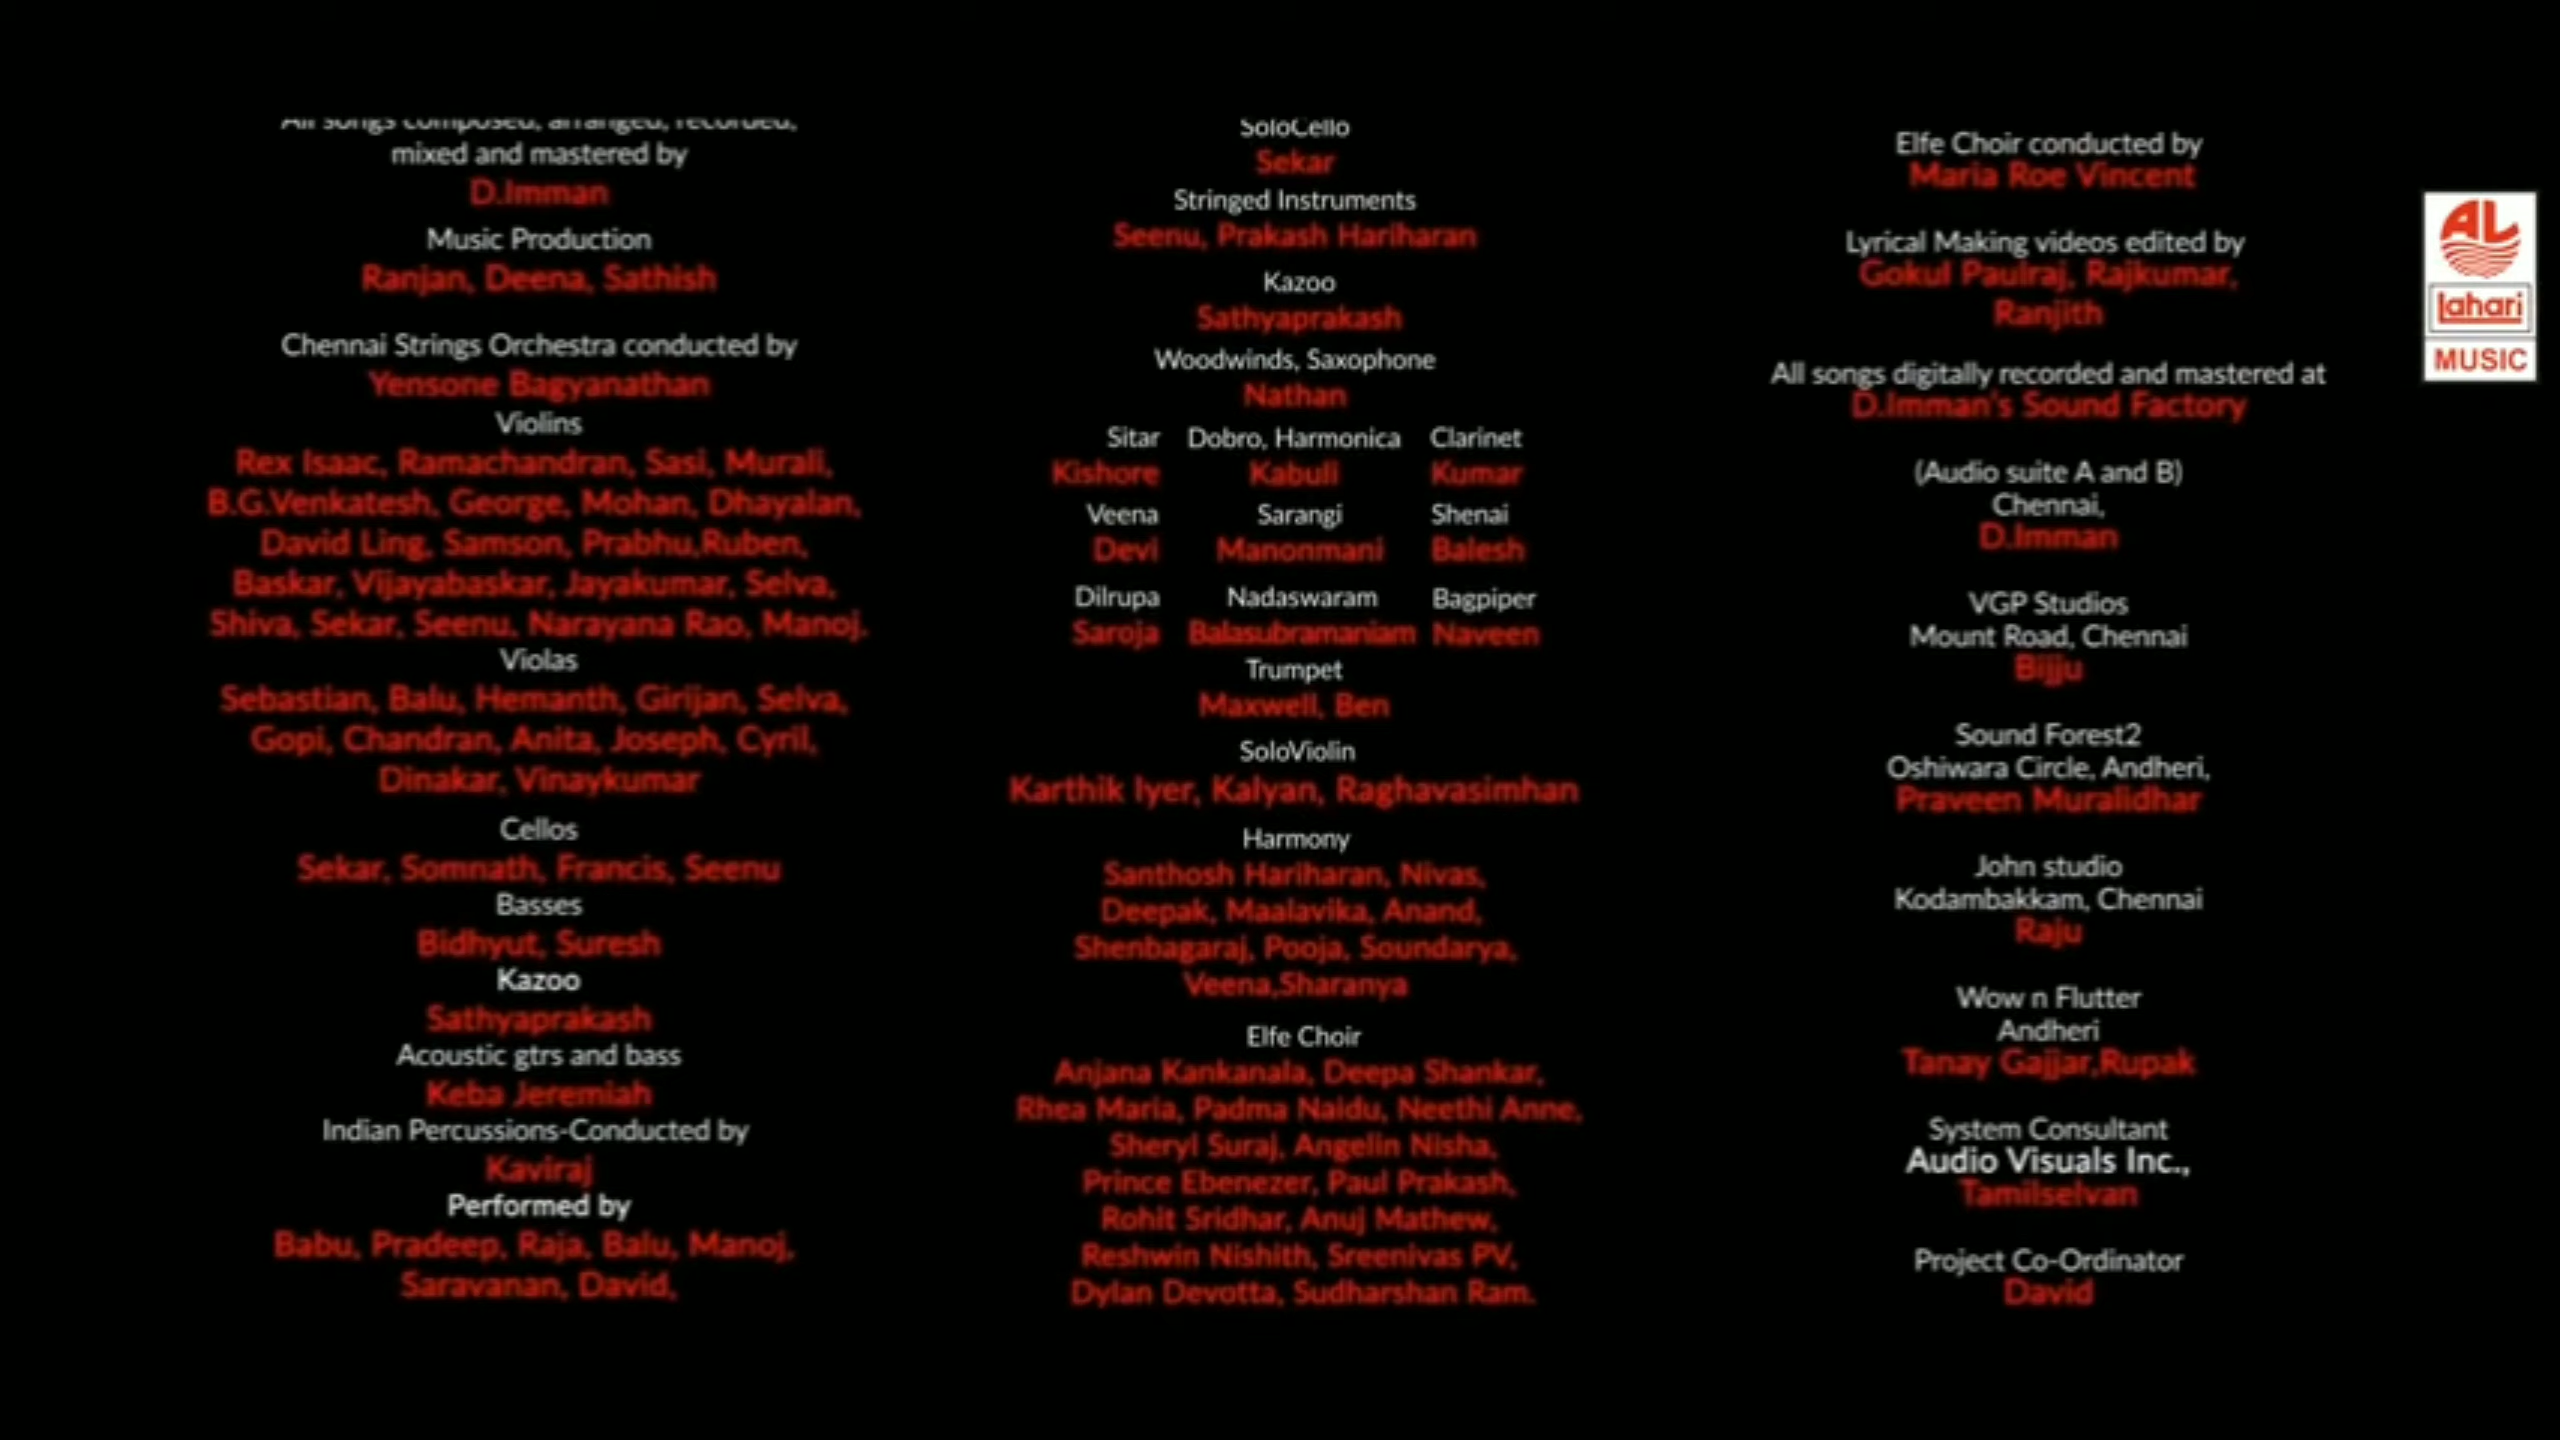 All songs composed, arranged, recorded,
mixed and mastered by
D.Imman
Music Production
Ranjan, Deena, Sathish
Chennai Strings Orchestra conducted by
Yensone Bagyanathan
Violins
Rex Isaac, Ramachandran, Sasi, Murali,
B.G.Venkatesh, George, Mohan, Dhayalan,
David Ling, Samson, Prabhu,Ruben,
Baskar, Vijayabaskar, Jayakumar, Selva,
Shiva, Sekar, Seenu, Narayana Rao, Manoj.
Violas
Sebastian, Balu, Hemanth, Girijan, Selva,
Gopi, Chandran, Anita, Joseph, Cyril,
Dinakar, Vinaykumar
Cellos
Sekar, Somnath, Francis, Seenu
Basses
Bidhyut, Suresh
Kazoo
Sathyaprakash
Acoustic gtrs and bass
Keba Jeremiah
Indian Percussions-Conducted by
Kaviraj
Performed by
Babu, Pradeep, Raja, Balu, Manoj,
Saravanan, David,
SoloCello
Sekar
Stringed Instruments
Seenu, Prakash Hariharan
Kazoo
Sathyaprakash
Woodwinds, Saxophone
Nathan
Sitar Dobro, Harmonica Clarinet
Kishore Kabuli Kumar
Veena Sarangi Shenai
Devi Manonmani Balesh
Dilrupa Nadaswaram Bagpiper
Saroja Balasubramaniam Naveen
Trumpet
Maxwell, Ben
SoloViolin
Karthik Iyer, Kalyan, Raghavasimhan
Harmony
Santhosh Hariharan, Nivas,
Deepak, Maalavika, Anand,
Shenbagaraj, Pooja, Soundarya,
Veena,Sharanya
Elfe Choir
Anjana Kankanala, Deepa Shankar,
Rhea Maria, Padma Naidu, Neethi Anne,
Sheryl Suraj, Angelin Nisha,
Prince Ebenezer, Paul Prakash,
Rohit Sridhar, Anuj Mathew,
Reshwin Nishith, Sreenivas PV,
Dylan Devotta, Sudharshan Ram.
Elfe Choir conducted by
Maria Roe Vincent
Lyrical Making videos edited by
Gokul Paulraj, Rajkumar,
Ranjith
All songs digitally recorded and mastered at
D.Imman's Sound Factory
(Audio suite A and B)
Chennai,
D.Imman
VGP Studios
Mount Road, Chennai
Bijju
Sound Forest2
Oshiwara Circle, Andheri,
Praveen Muralidhar
John studio
Kodambakkam, Chennai
Raju
Wow n Flutter
Andheri
Tanay Gajjar,Rupak
System Consultant
Audio Visuals Inc.,
Tamilselvan
Project Co-Ordinator
David
AL
lahari
MUSIC